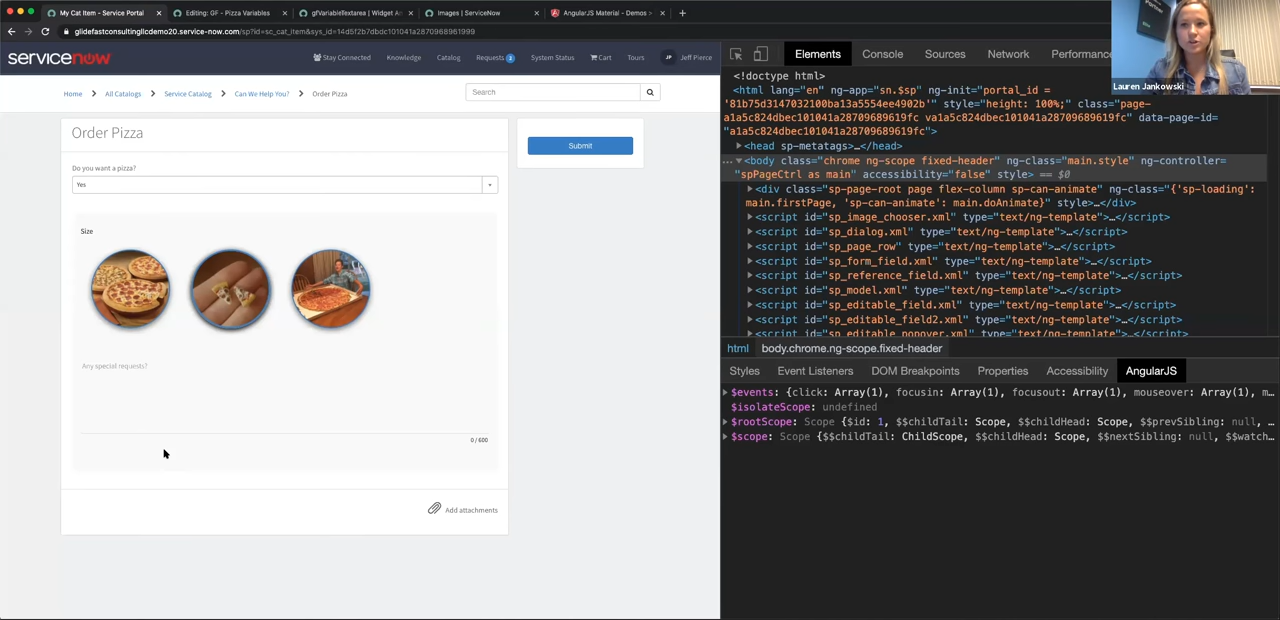 My Cat Item - Service Portal
Editing: GF - Pizza Variables
gfVariableTextarea | Widget
Images | ServiceNow
AngularJS Material - Demos >
glidefastconsultingllcdemo20.service-now.com/sp?id=sc_cat_item&sys_id=14d5f2b7dbdc101041a2870968961999
servicenow
Stay Connected
Knowledge
Catalog
Requests 2
System Status
Cart
Tours
JP
Jeff Pierce
Home > All Catalogs > Service Catalog > Can We Help You? > Order Pizza
Search
Order Pizza
Submit
Do you want a pizza?
Yes
Size
Any special requests?
0 / 600
Add attachments
Elements
Console
Sources
Network
Performance
<!doctype html>
<html lang="en" ng-app="sn.$sp" ng-init="portal_id =
'81b75d3147032100ba13a5554ee4902b'" style="height: 100%;" class="page-
a1a5c824dbec101041a28709689619fc va1a5c824dbec101041a28709689619fc" data-page-id=
"a1a5c824dbec101041a28709689619fc">
<head sp-metatags>…</head>
…<body class="chrome ng-scope fixed-header" ng-class="main.style" ng-controller=
"spPageCtrl as main" accessibility="false" style> == $0
<div class="sp-page-root page flex-column sp-can-animate" ng-class="{'sp-loading':
main.firstPage, 'sp-can-animate': main.doAnimate}" style>…</div>
<script id="sp_image_chooser.xml" type="text/ng-template">…</script>
<script id="sp_dialog.xml" type="text/ng-template">…</script>
<script id="sp_page_row" type="text/ng-template">…</script>
<script id="sp_form_field.xml" type="text/ng-template">…</script>
<script id="sp_reference_field.xml" type="text/ng-template">…</script>
<script id="sp_model.xml" type="text/ng-template">…</script>
<script id="sp_editable_field.xml" type="text/ng-template">…</script>
<script id="sp_editable_field2.xml" type="text/ng-template">…</script>
<script id="sp_editable_popover.xml" type="text/ng-template">…</script>
html
body.chrome.ng-scope.fixed-header
Styles
Event Listeners
DOM Breakpoints
Properties
Accessibility
AngularJS
$events: {click: Array(1), focusin: Array(1), focusout: Array(1), mouseover: Array(1), m…
$isolateScope: undefined
$rootScope: Scope {$id: 1, $$childTail: Scope, $$childHead: Scope, $$prevSibling: null, …
$scope: Scope {$$childTail: ChildScope, $$childHead: Scope, $$nextSibling: null, $$watch…
Lauren Jankowski